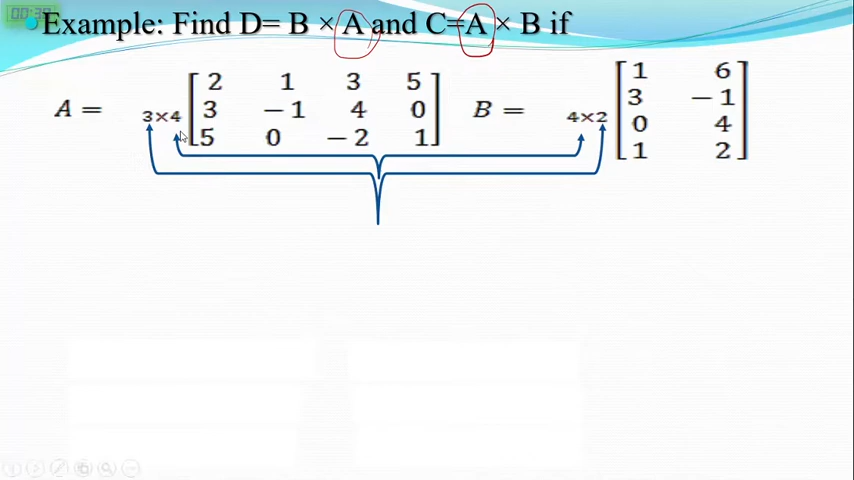 00:39
Example: Find D= B × A and C=A × B if
A = 3×4 [2 1 3 5
3 −1 4 0
5 0 −2 1]
B = 4×2 [1 6
3 −1
0 4
1 2]